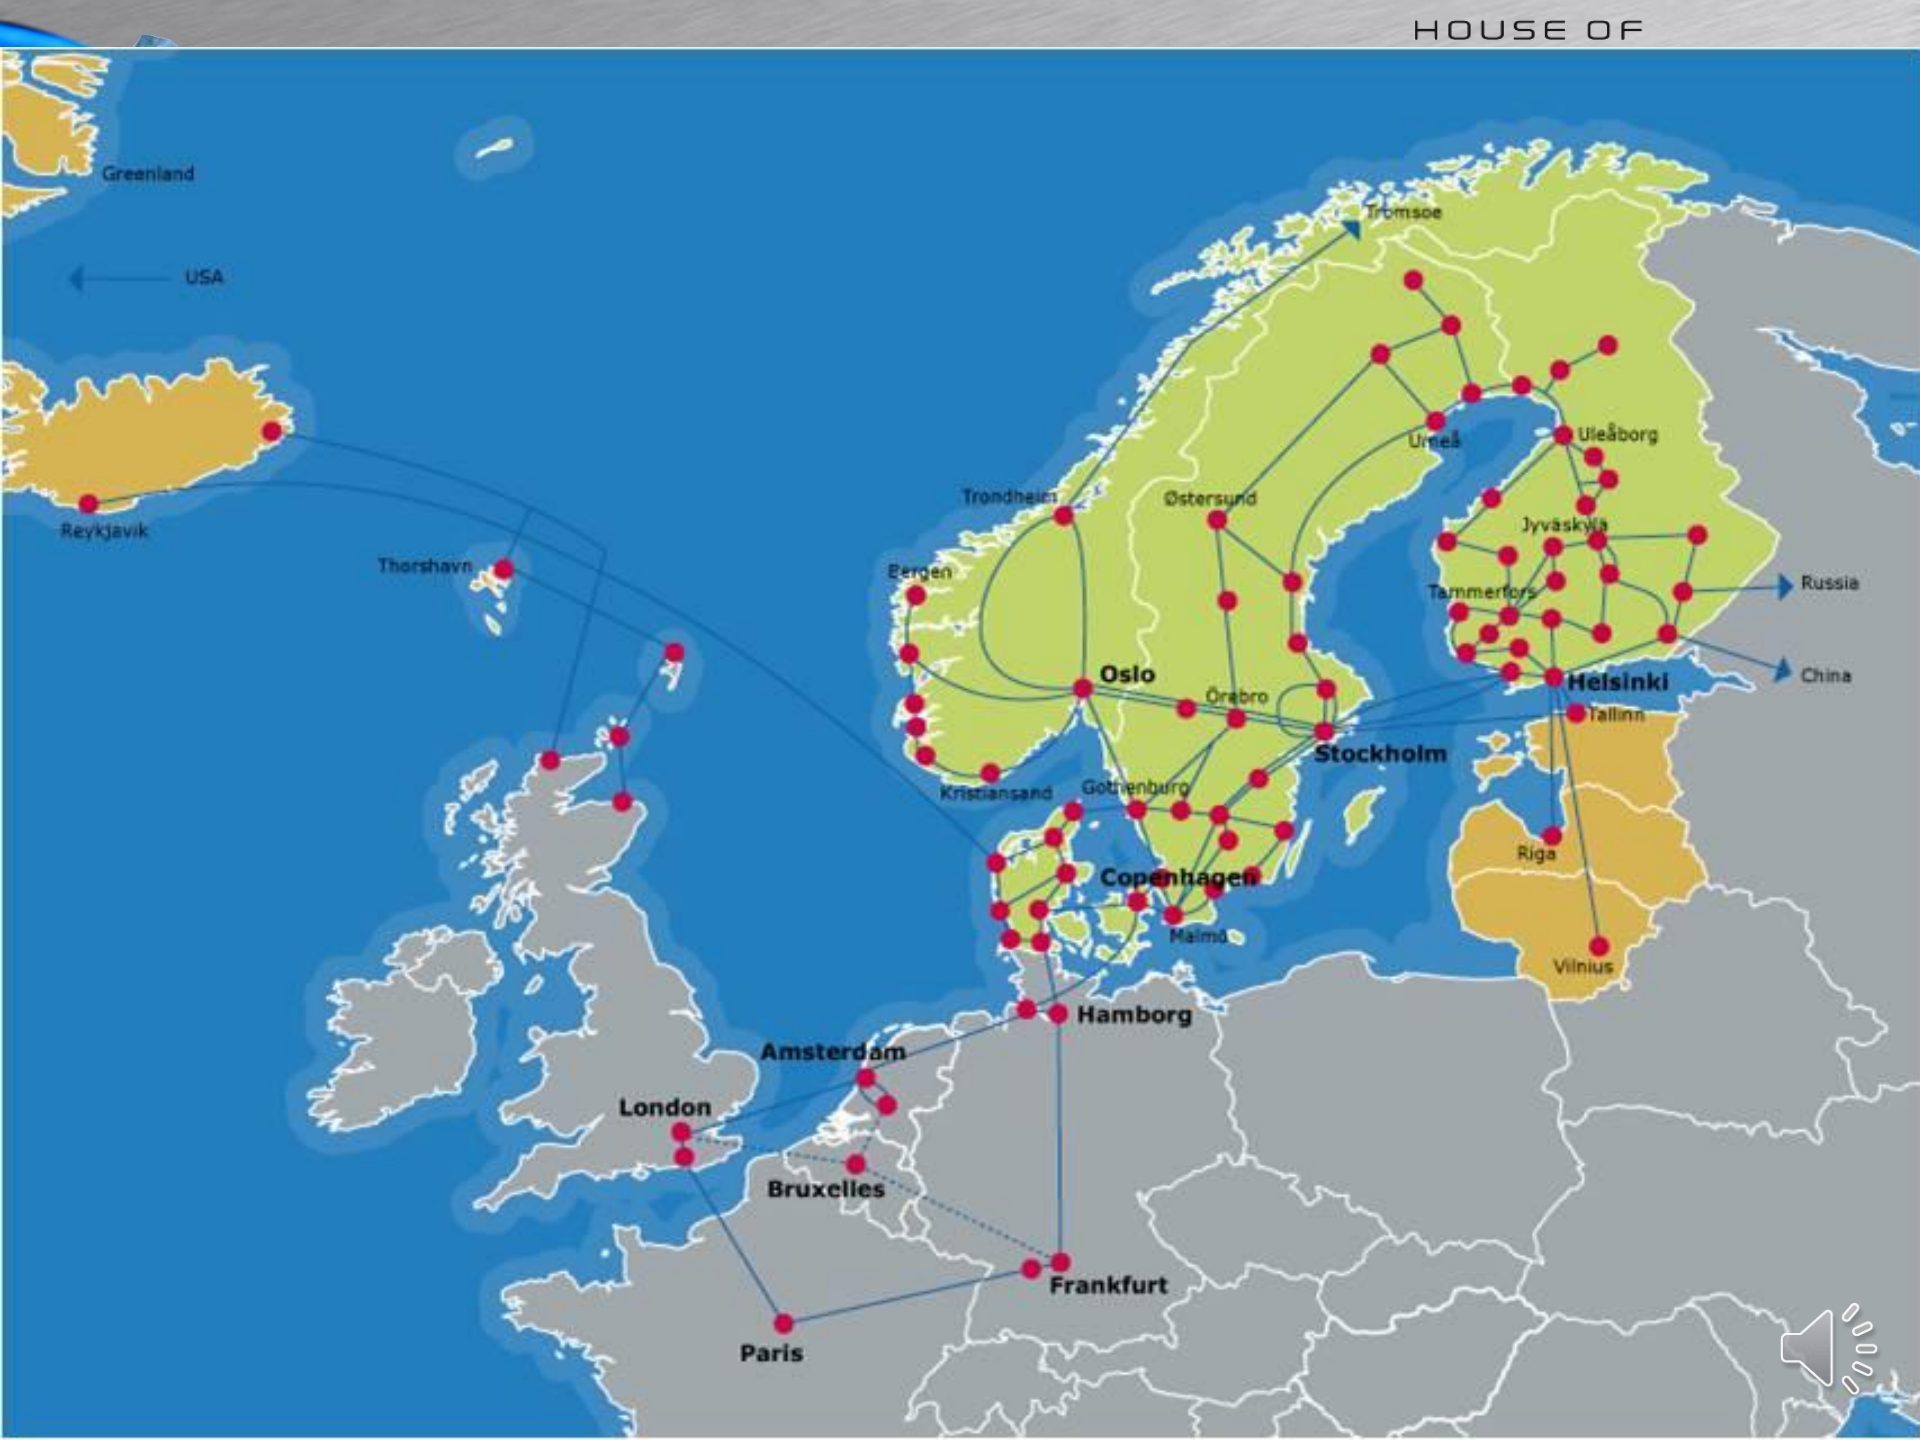 HOUSE OF
Greenland
Tromsoe
USA
Umeå
Uleåborg
Trondheim
Østersund
Reykjavik
Jyväskylä
Thorshavn
Bergen
Tammerfors
Russia
Oslo
China
Helsinki
Örebro
Tallinn
Stockholm
Kristiansand
Gothenburg
Riga
Copenhagen
Malmö
Vilnius
Hamborg
Amsterdam
London
Bruxelles
Frankfurt
Paris